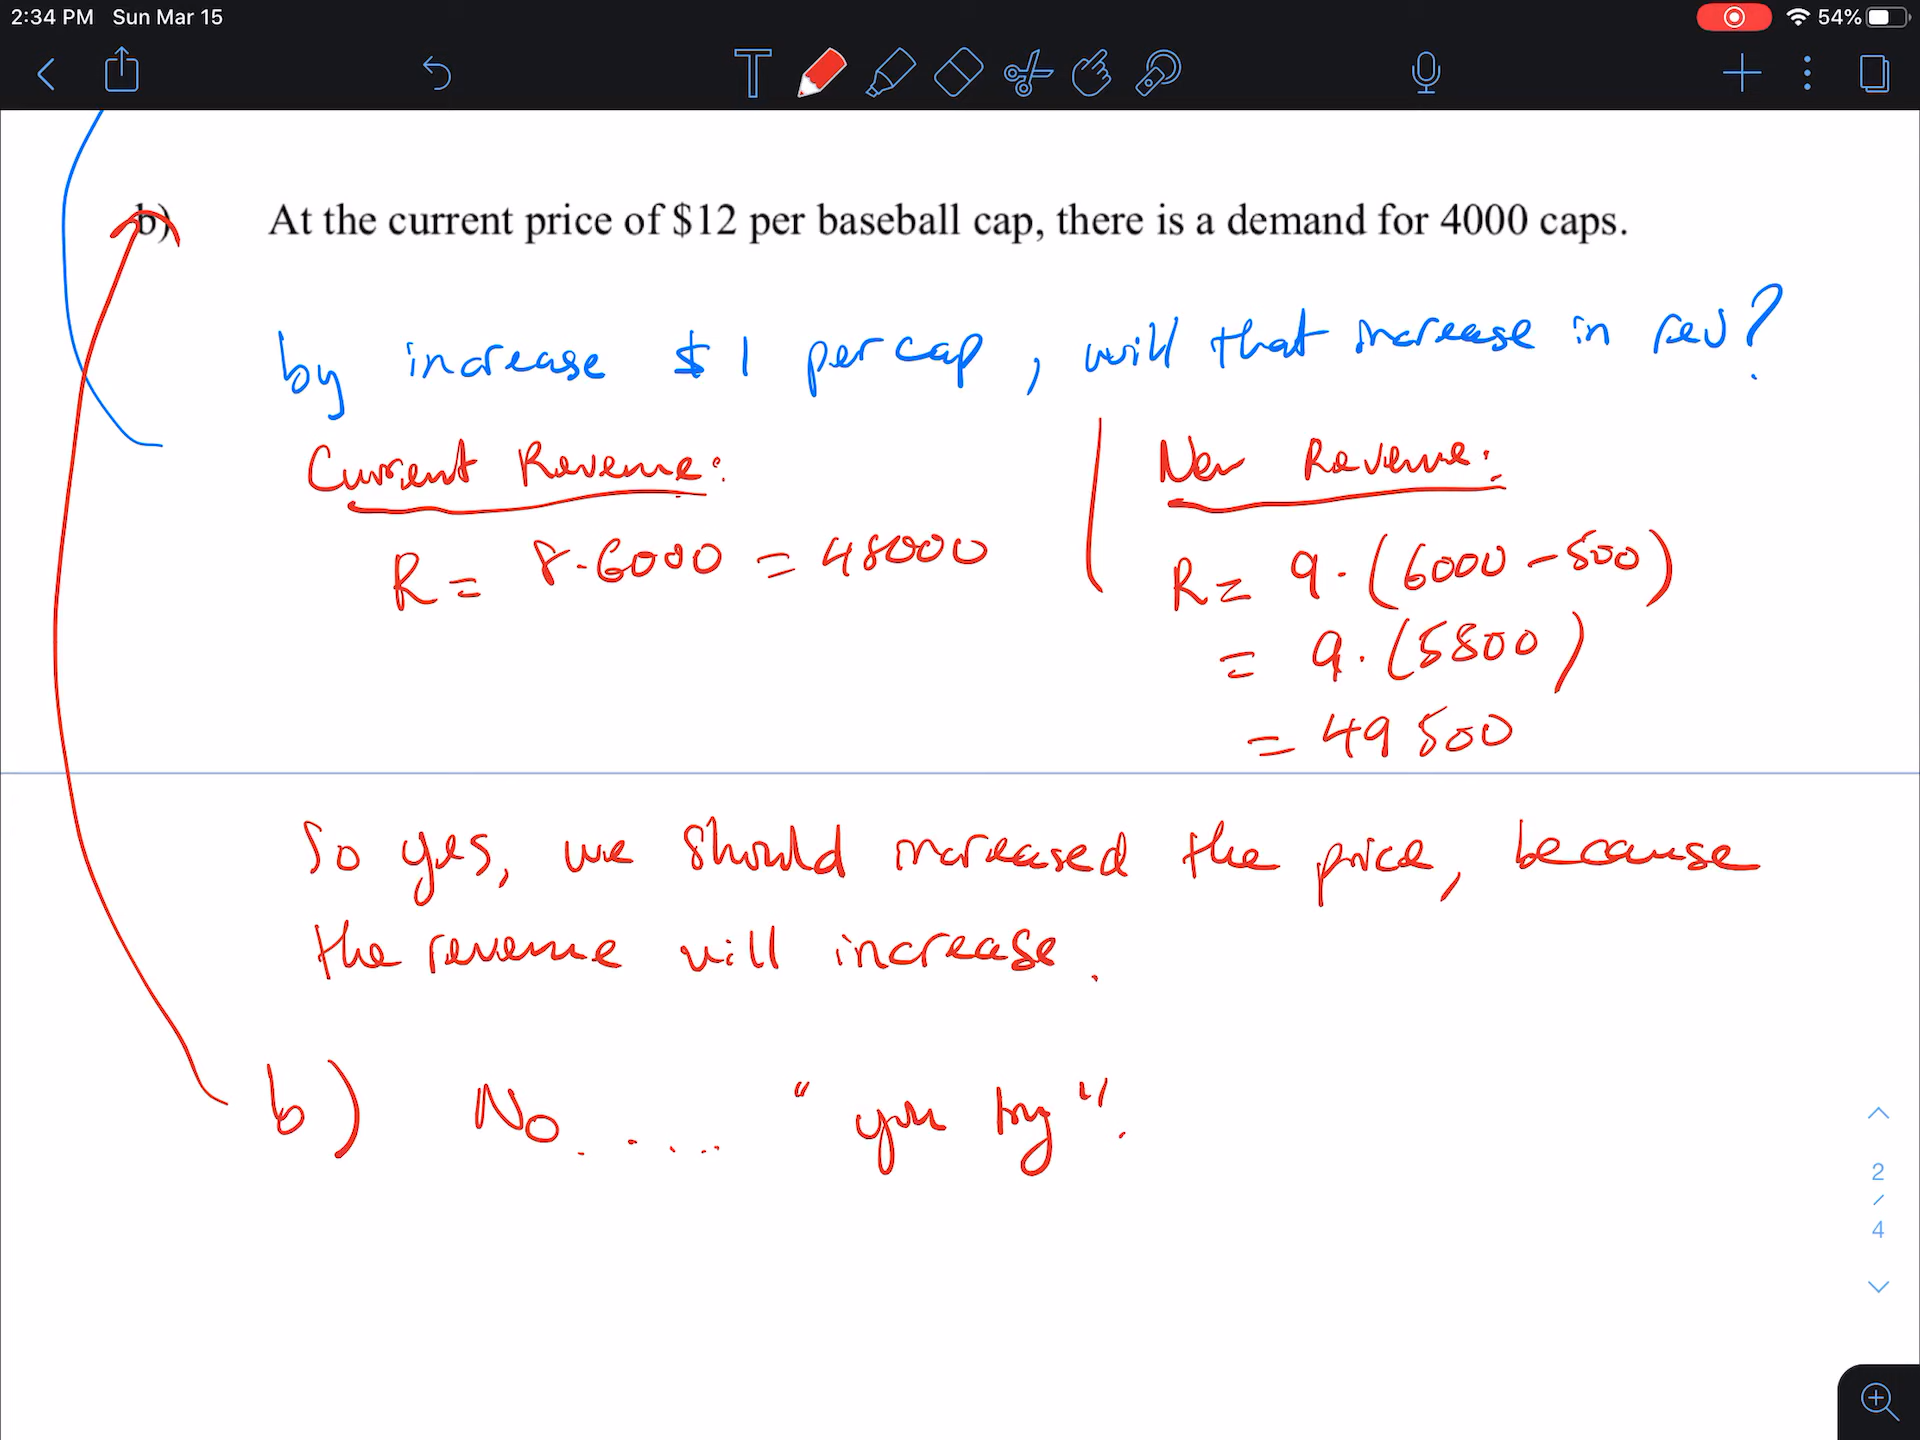 2:34 PM Sun Mar 15
54%
b) At the current price of $12 per baseball cap, there is a demand for 4000 caps.
by increase $1 per cap, will that increase in rev?
Current Revenue:
R = 8·6000 = 48000
New Revenue:
R = 9·(6000 - 500)
= 9·(5500)
= 49500
So yes, we should increased the price, because
the revenue will increase.
b) No..... "you try".
2
/
4